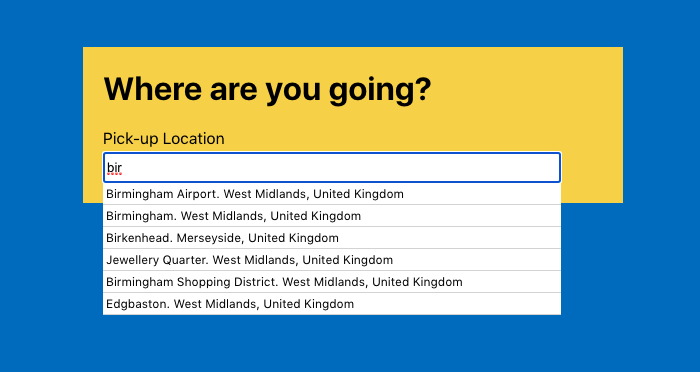 Where are you going?
Pick-up Location
bir
Birmingham Airport. West Midlands, United Kingdom
Birmingham. West Midlands, United Kingdom
Birkenhead. Merseyside, United Kingdom
Jewellery Quarter. West Midlands, United Kingdom
Birmingham Shopping District. West Midlands, United Kingdom
Edgbaston. West Midlands, United Kingdom